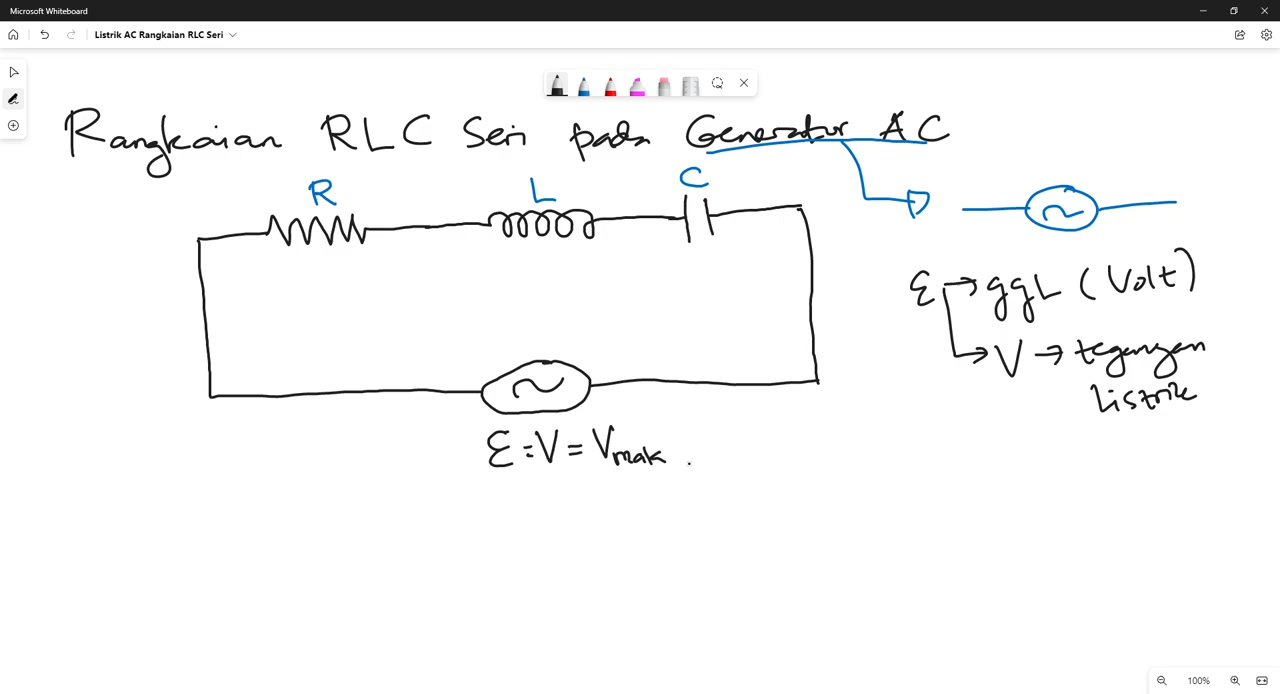 Microsoft Whiteboard
Listrik AC Rangkaian RLC Seri
Rangkaian RLC Seri pada Generator AC
R
L
C
ε → ggL (Volt)
→ V → tegangan
listrik
ε = V = Vmak
100%